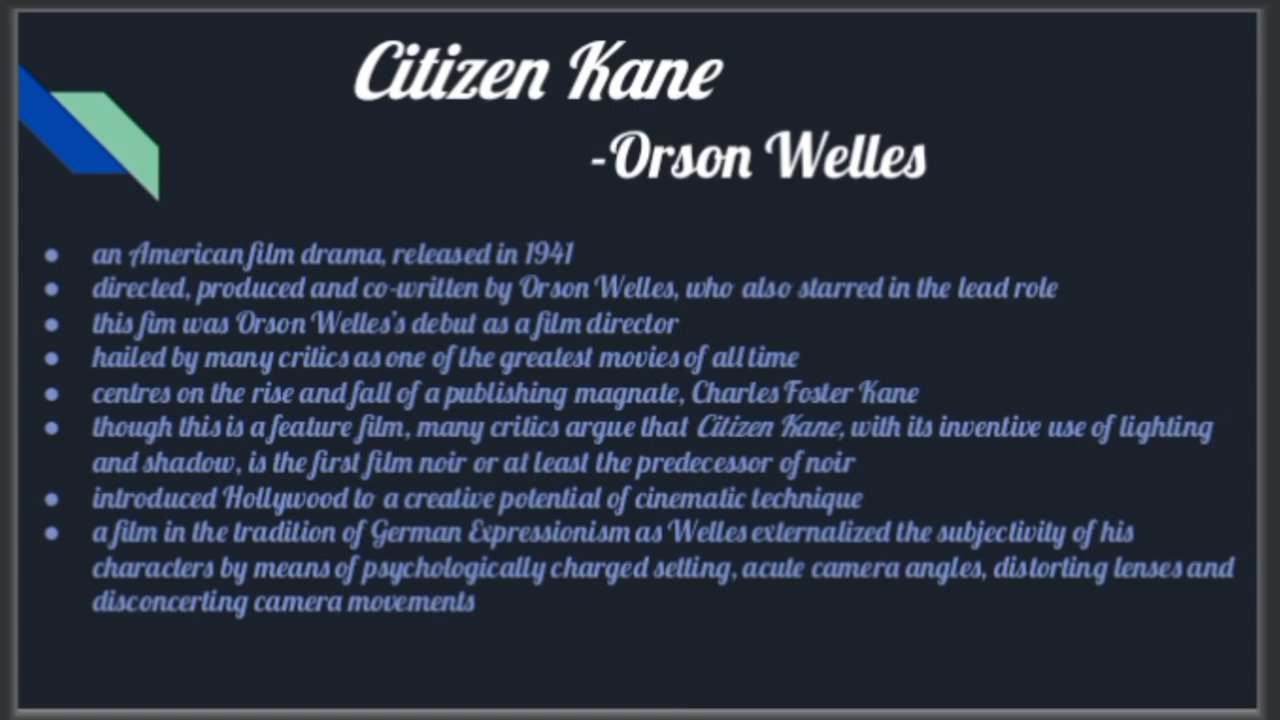 Citizen Kane
-Orson Welles
● an American film drama, released in 1941
● directed, produced and co-written by Orson Welles, who also starred in the lead role
● this fim was Orson Welles's debut as a film director
● hailed by many critics as one of the greatest movies of all time
● centres on the rise and fall of a publishing magnate, Charles Foster Kane
● though this is a feature film, many critics argue that Citizen Kane, with its inventive use of lighting
and shadow, is the first film noir or at least the predecessor of noir
● introduced Hollywood to a creative potential of cinematic technique
● a film in the tradition of German Expressionism as Welles externalized the subjectivity of his
characters by means of psychologically charged setting, acute camera angles, distorting lenses and
disconcerting camera movements